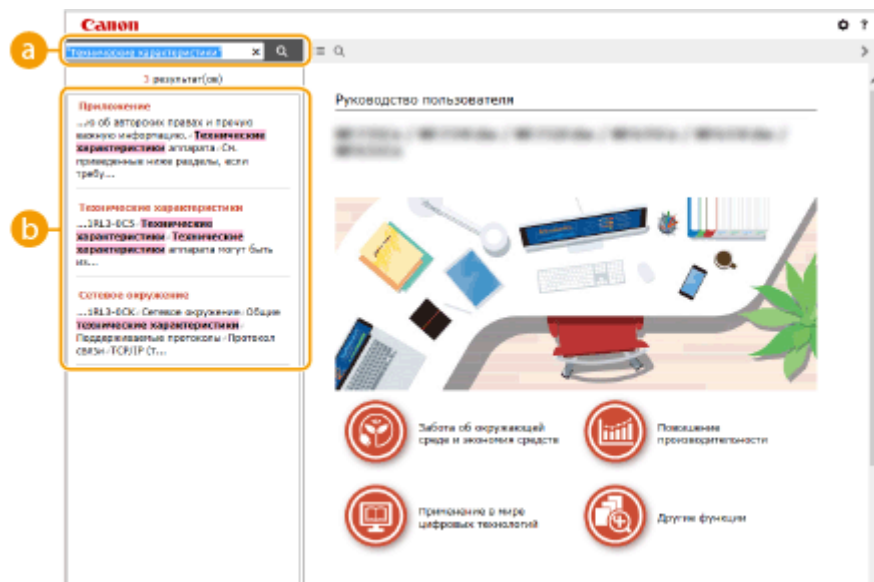 Canon
?
a
"Технические характеристики" x
3 результат(ов)
Приложение
...ю об авторских правах и прочую
важную информацию. Технические
характеристики аппарата См.
приведенные ниже разделы, если
требу...
Технические характеристики
...1RL3-0C5 Технические
характеристики Технические
характеристики аппарата могут быть
из...
Сетевое окружение
...1RL3-0CK Сетевое окружение Общие
технические характеристики
Поддерживаемые протоколы Протокол
связи TCP/IP (т...
b
Руководство пользователя
Забота об окружающей
среде и экономия средств
Повышение
производительности
Применение в мире
цифровых технологий
Другие функции